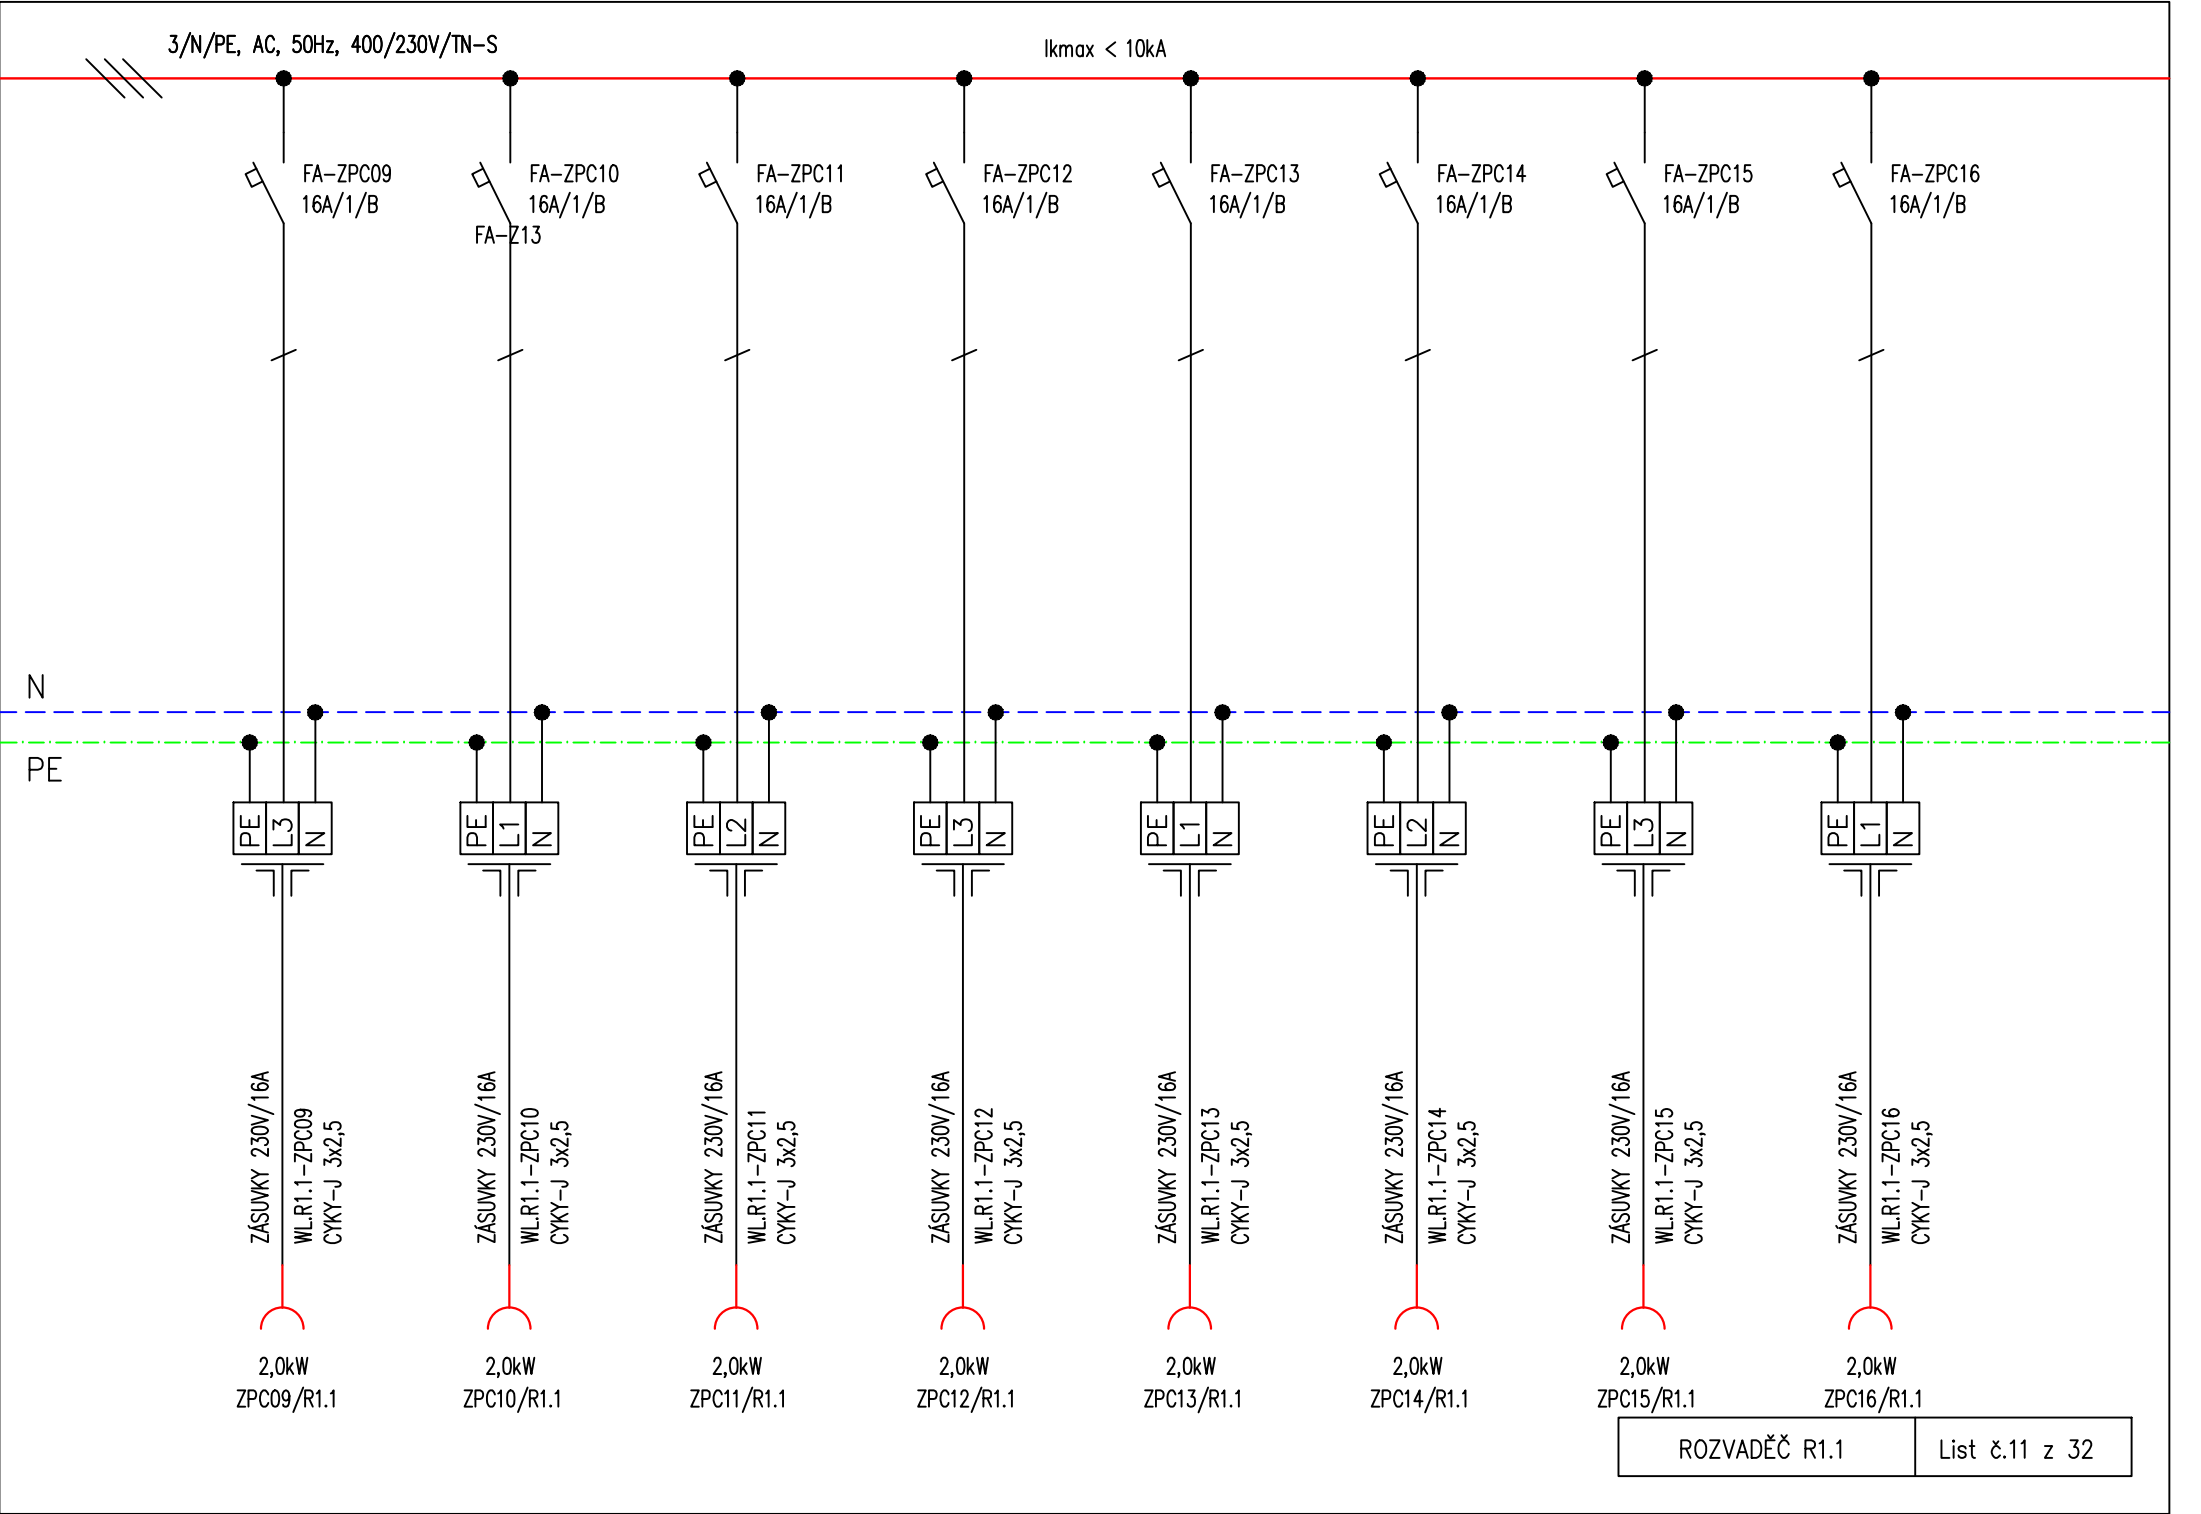 3/N/PE, AC, 50Hz, 400/230V/TN-S
Ikmax < 10kA
FA-ZPC09
16A/1/B
FA-ZPC10
16A/1/B
FA-Z13
FA-ZPC11
16A/1/B
FA-ZPC12
16A/1/B
FA-ZPC13
16A/1/B
FA-ZPC14
16A/1/B
FA-ZPC15
16A/1/B
FA-ZPC16
16A/1/B
N
PE
PE L3 N
PE L1 N
PE L2 N
PE L3 N
PE L1 N
PE L2 N
PE L3 N
PE L1 N
ZÁSUVKY 230V/16A
WL.R1.1-ZPC09
CYKY-J 3x2,5
ZÁSUVKY 230V/16A
WL.R1.1-ZPC10
CYKY-J 3x2,5
ZÁSUVKY 230V/16A
WL.R1.1-ZPC11
CYKY-J 3x2,5
ZÁSUVKY 230V/16A
WL.R1.1-ZPC12
CYKY-J 3x2,5
ZÁSUVKY 230V/16A
WL.R1.1-ZPC13
CYKY-J 3x2,5
ZÁSUVKY 230V/16A
WL.R1.1-ZPC14
CYKY-J 3x2,5
ZÁSUVKY 230V/16A
WL.R1.1-ZPC15
CYKY-J 3x2,5
ZÁSUVKY 230V/16A
WL.R1.1-ZPC16
CYKY-J 3x2,5
2,0kW
ZPC09/R1.1
2,0kW
ZPC10/R1.1
2,0kW
ZPC11/R1.1
2,0kW
ZPC12/R1.1
2,0kW
ZPC13/R1.1
2,0kW
ZPC14/R1.1
2,0kW
ZPC15/R1.1
2,0kW
ZPC16/R1.1
ROZVADĚČ R1.1
List č.11 z 32